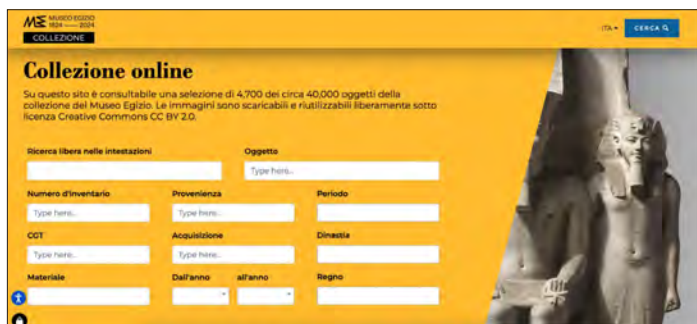 MUSEO EGIZIO
1824 — 2024
COLLEZIONE
ITA
CERCA
Collezione online
Su questo sito è consultabile una selezione di 4,700 dei circa 40,000 oggetti della
collezione del Museo Egizio. Le immagini sono scaricabili e riutilizzabili liberamente sotto
licenza Creative Commons CC BY 2.0.
Ricerca libera nelle intestazioni Oggetto
Type here..
Numero d'inventario Provenienza Periodo
Type here.. Type here..
CGT Acquisizione Dinastia
Type here.. Type here..
Materiale Dall'anno all'anno Regno